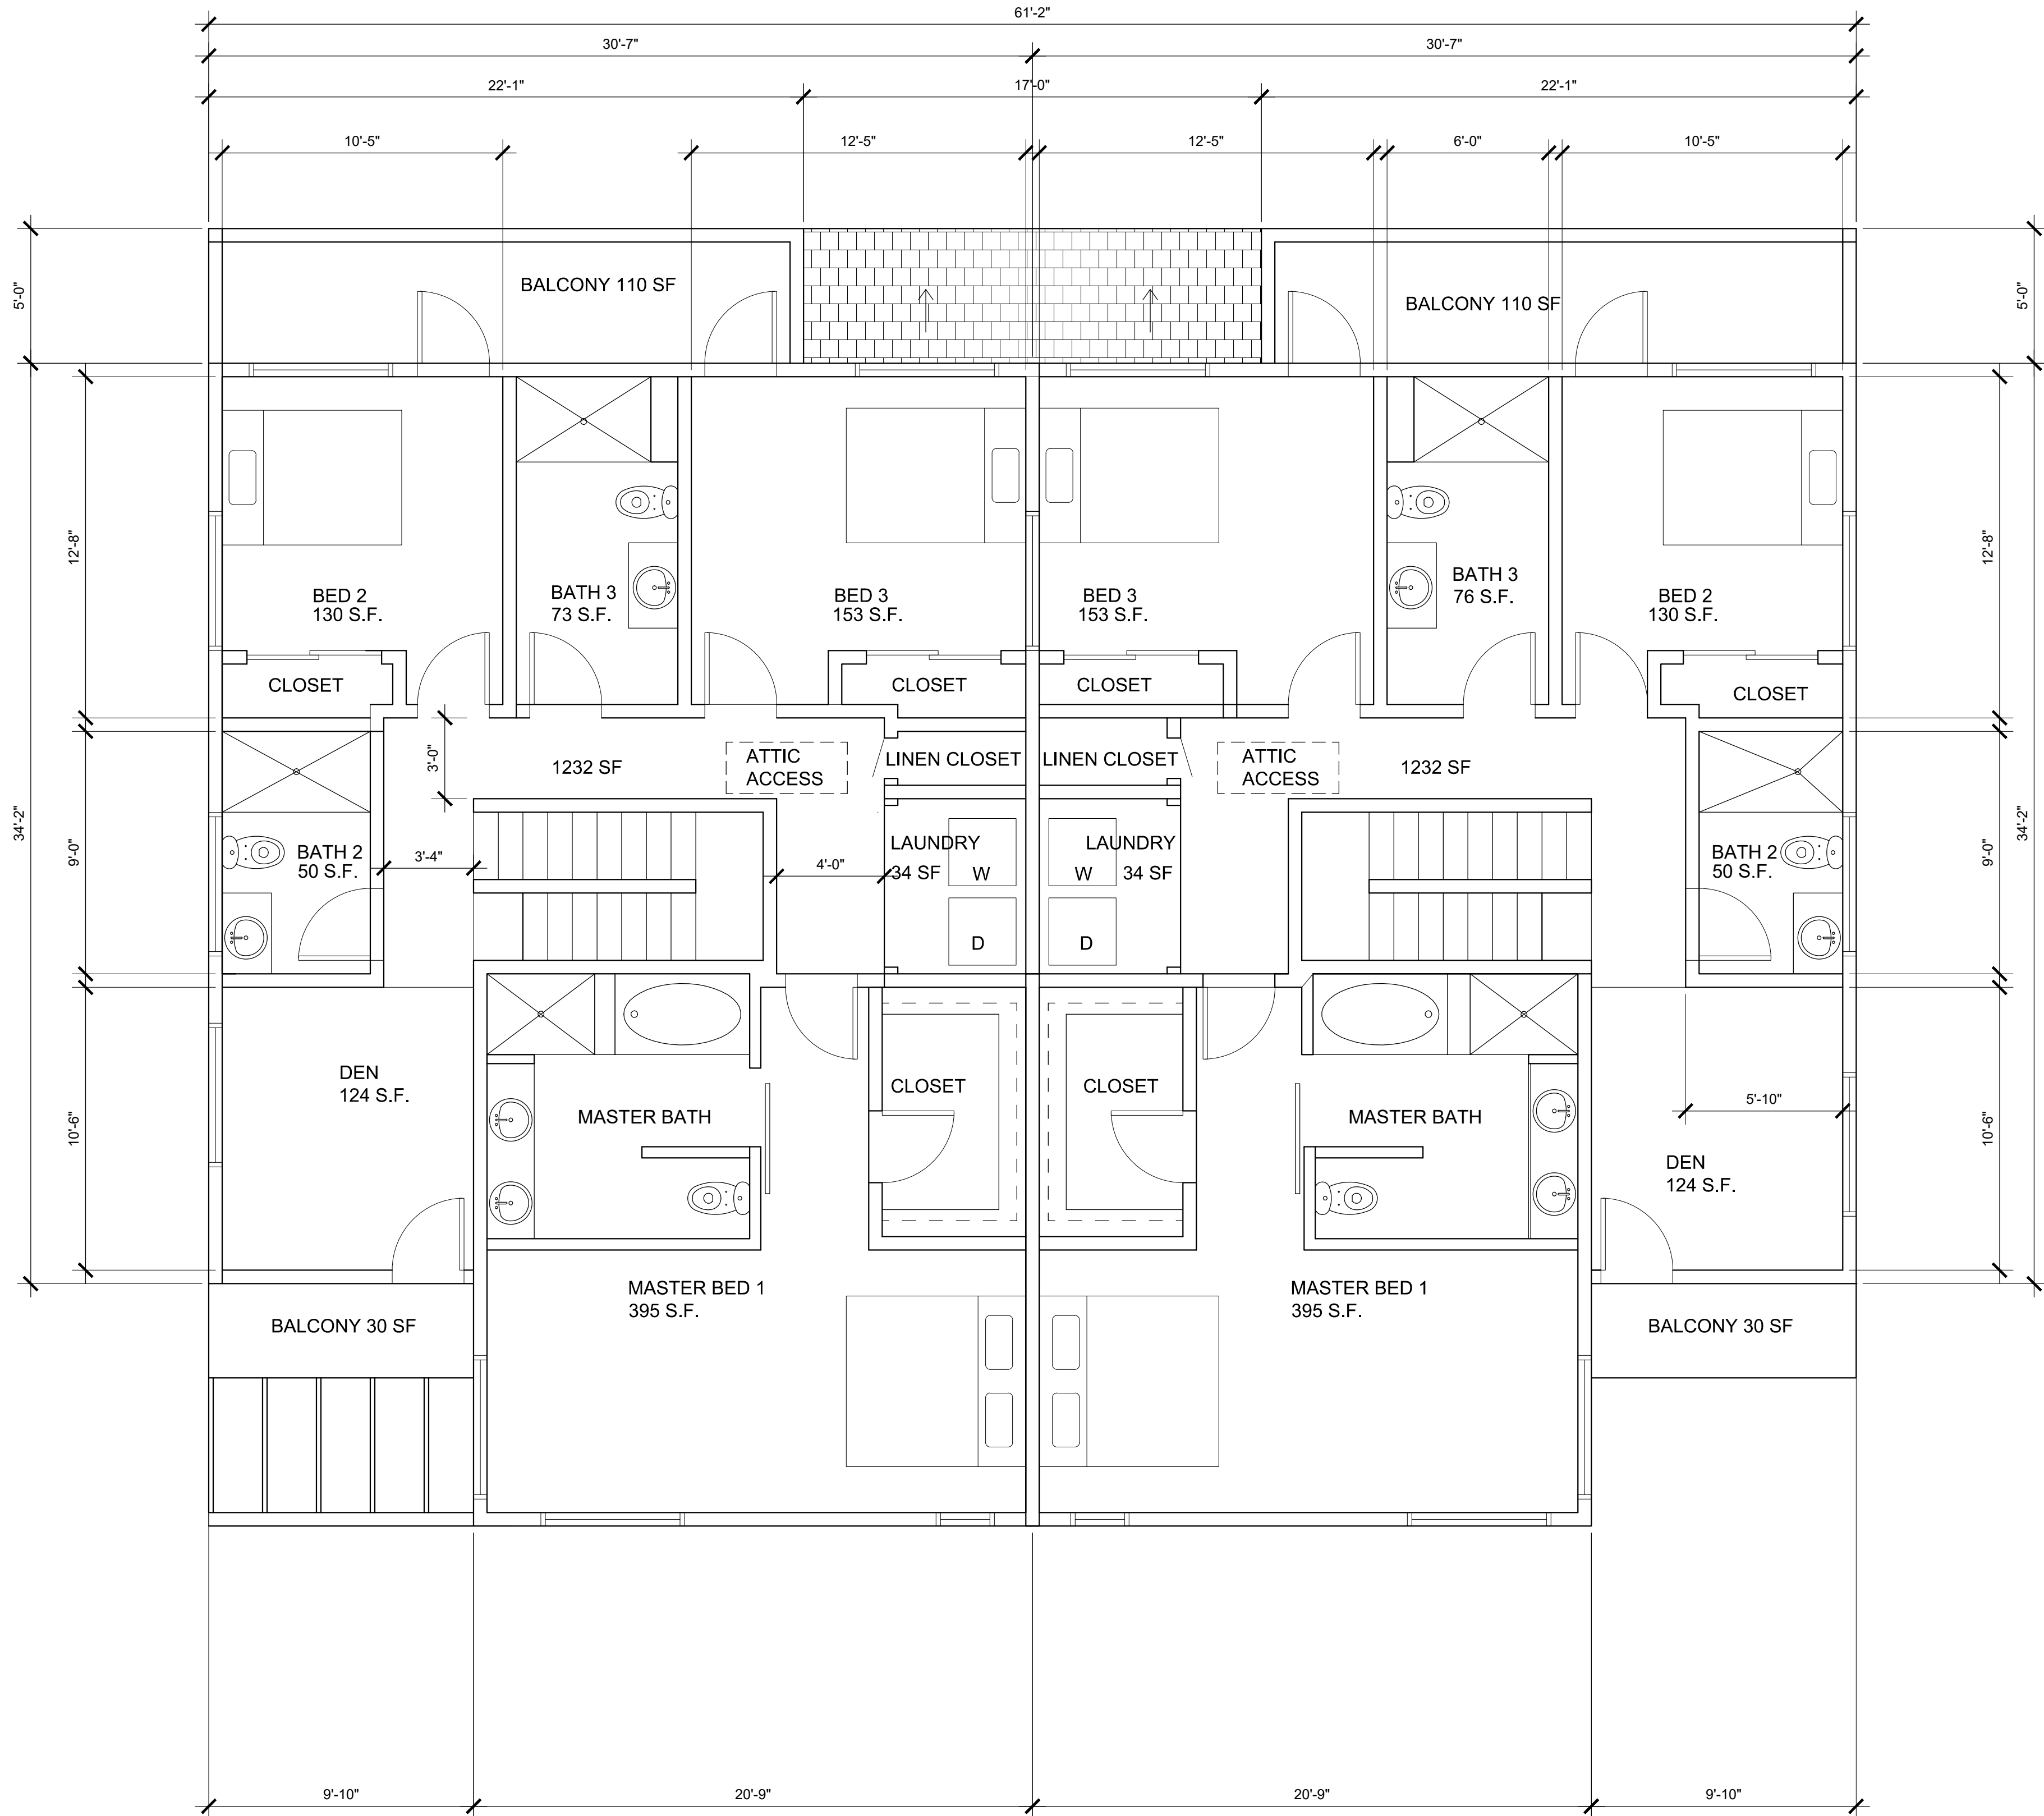 61'-2"
30'-7"
30'-7"
22'-1"
17'-0"
22'-1"
10'-5"
12'-5"
12'-5"
6'-0"
10'-5"
5'-0"
BALCONY 110 SF
BALCONY 110 SF
5'-0"
12'-8"
BED 2
130 S.F.
BATH 3
73 S.F.
BED 3
153 S.F.
BED 3
153 S.F.
BATH 3
76 S.F.
BED 2
130 S.F.
12'-8"
CLOSET
CLOSET
CLOSET
CLOSET
3'-0"
1232 SF
ATTIC
ACCESS
LINEN CLOSET
LINEN CLOSET
ATTIC
ACCESS
1232 SF
34'-2"
9'-0"
BATH 2
50 S.F.
3'-4"
4'-0"
LAUNDRY
34 SF
W
D
LAUNDRY
34 SF
W
D
BATH 2
50 S.F.
9'-0"
34'-2"
10'-6"
DEN
124 S.F.
MASTER BATH
CLOSET
CLOSET
MASTER BATH
5'-10"
DEN
124 S.F.
10'-6"
BALCONY 30 SF
MASTER BED 1
395 S.F.
MASTER BED 1
395 S.F.
BALCONY 30 SF
9'-10"
20'-9"
20'-9"
9'-10"